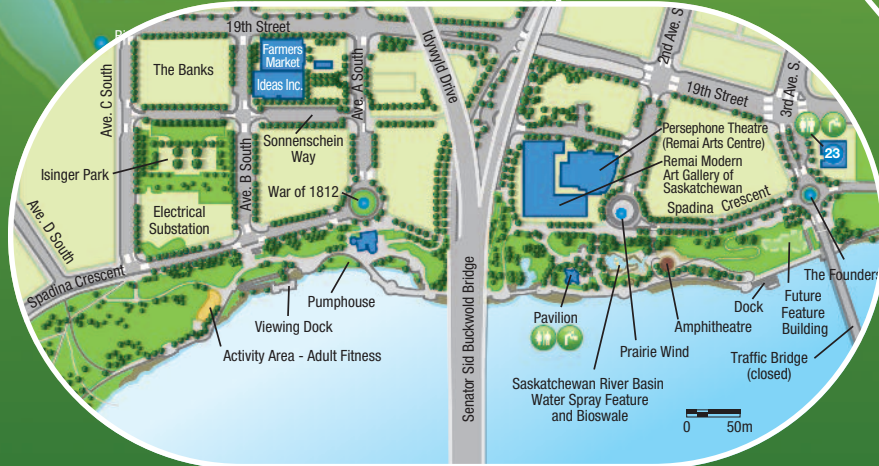 19th Street
Farmers
Market
Ideas Inc.
The Banks
Ave. C South
Ave. A South
Idylwyld Drive
2nd Ave. S
19th Street
3rd Ave. S.
Sonnenschein
Way
Isinger Park
Ave. B South
War of 1812
Electrical
Substation
Persephone Theatre
(Remai Arts Centre)
Remai Modern
Art Gallery of
Saskatchewan
23
Spadina Crescent
Ave. D South
Spadina Crescent
Pumphouse
Viewing Dock
Activity Area - Adult Fitness
Senator Sid Buckwold Bridge
Pavilion
Prairie Wind
Saskatchewan River Basin
Water Spray Feature
and Bioswale
Amphitheatre
Dock
Future
Feature
Building
The Founders
Traffic Bridge
(closed)
0 50m